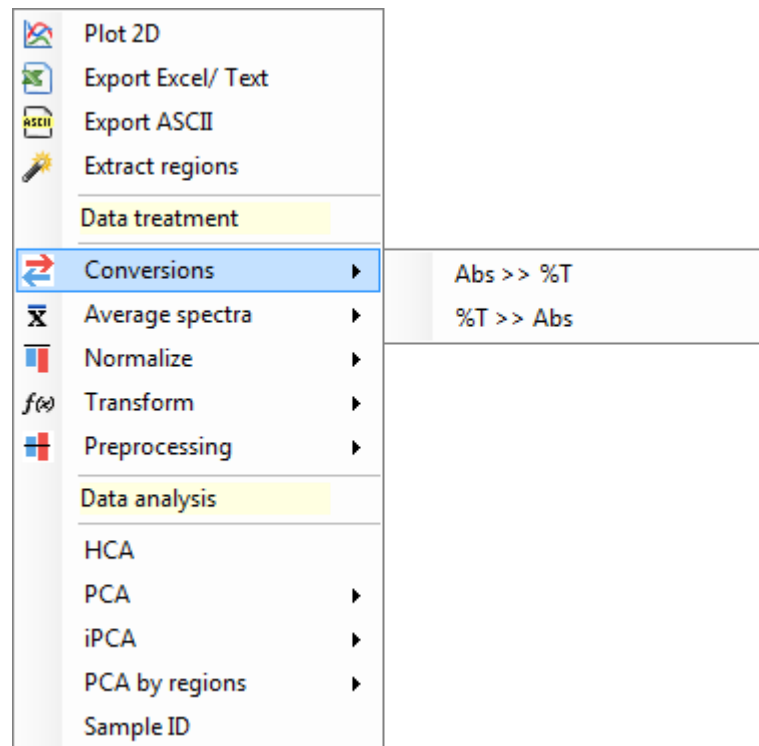 Plot 2D
Export Excel/ Text
ASCII
Export ASCII
Extract regions
Data treatment
Conversions
Abs >> %T
x̅
Average spectra
%T >> Abs
Normalize
f(x)
Transform
Preprocessing
Data analysis
HCA
PCA
iPCA
PCA by regions
Sample ID